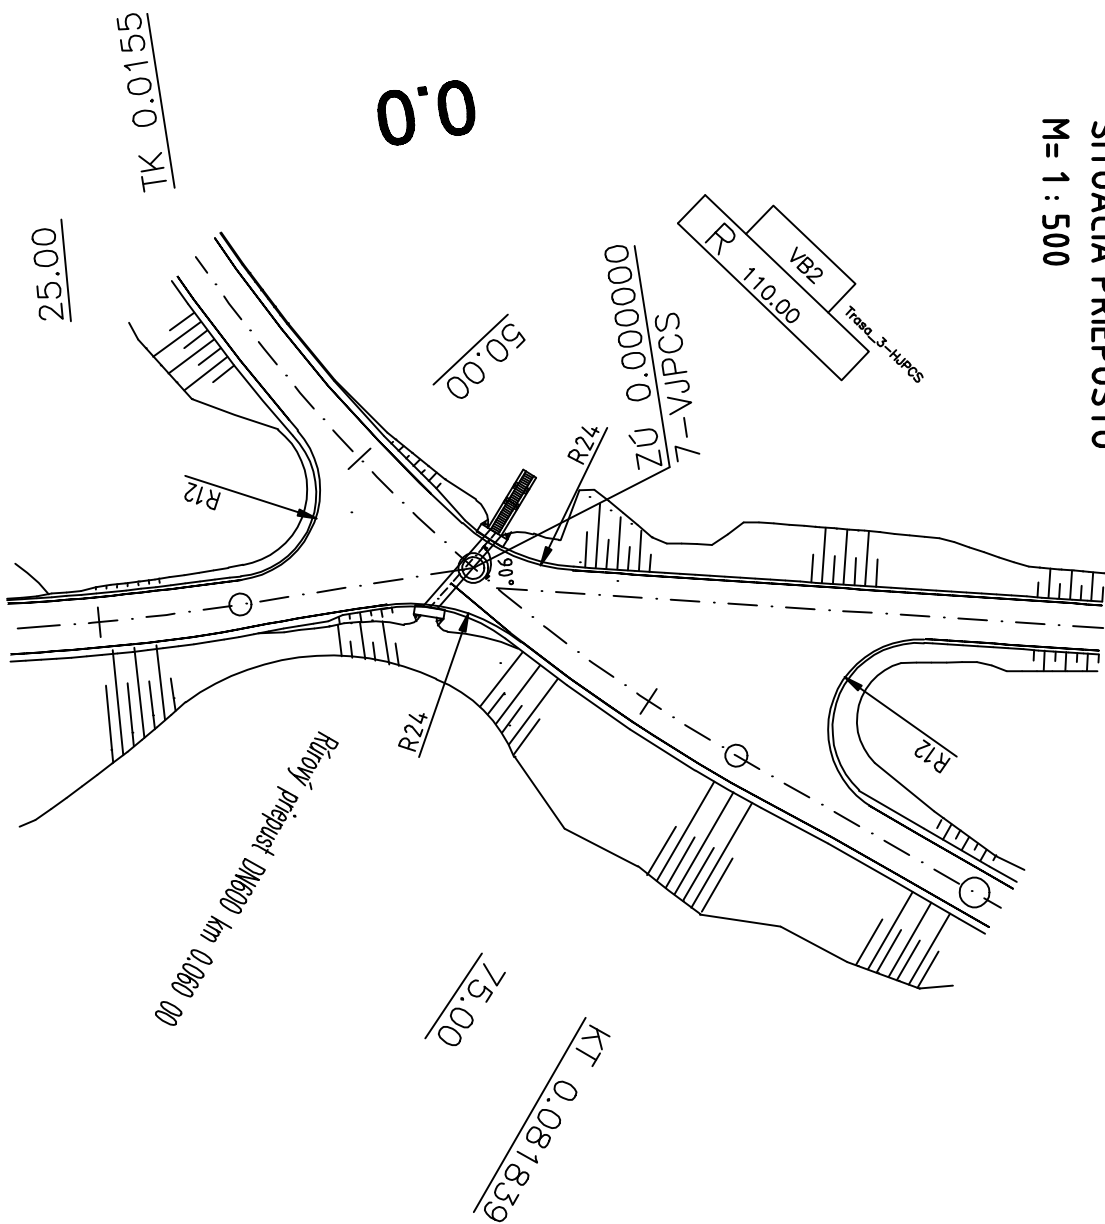 SITUÁCIA PRIEPUSTU
M= 1 : 500
TK 0.0155
0.0
25.00
50.00
ZÚ 0.000000
7-VJPCS
VB2
R 110.00
Trasa_3-HJPCS
R24
R12
90°
R24
R12
Rúrový priepust DN600 km 0.060 00
75.00
KT 0.081839